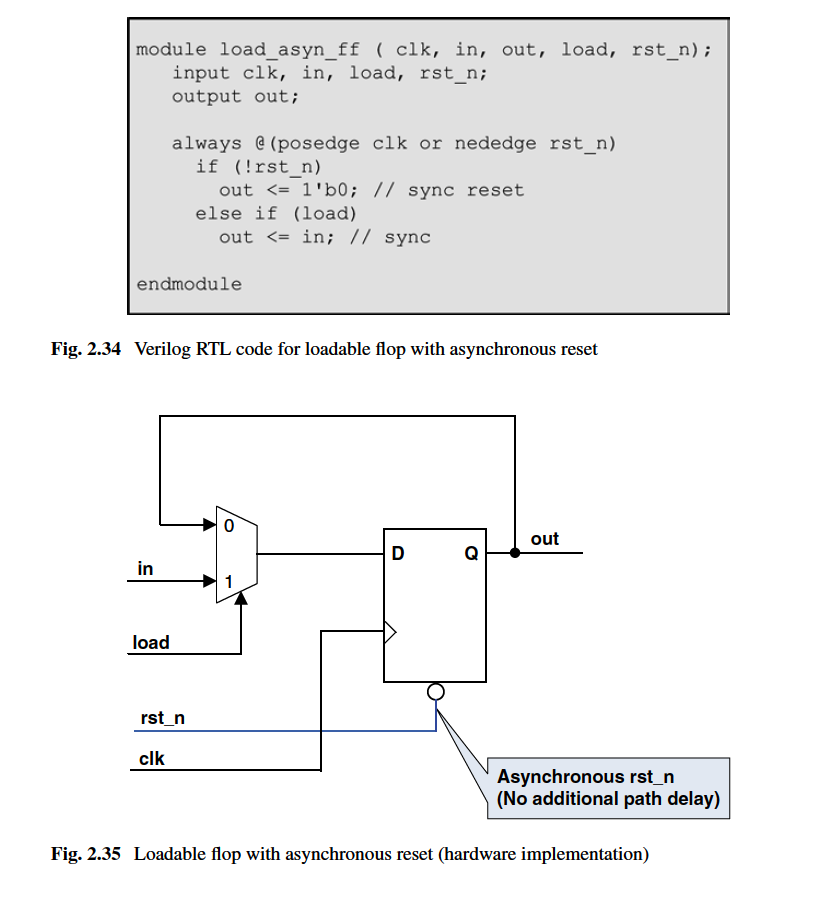 module load_asyn_ff ( clk, in, out, load, rst_n);
input clk, in, load, rst_n;
output out;
always @(posedge clk or nededge rst_n)
if (!rst_n)
out <= 1'b0; // sync reset
else if (load)
out <= in; // sync
endmodule
Fig. 2.34 Verilog RTL code for loadable flop with asynchronous reset
0
out
D Q
in
1
load
rst_n
clk
Asynchronous rst_n
(No additional path delay)
Fig. 2.35 Loadable flop with asynchronous reset (hardware implementation)